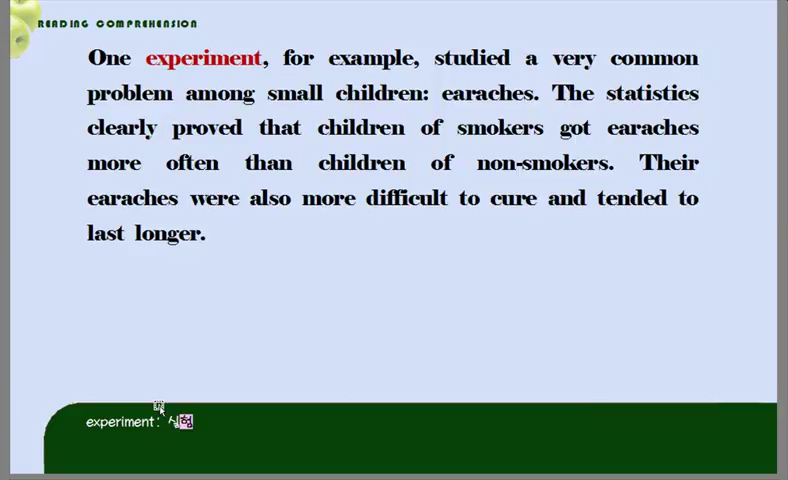 READING COMPREHENSION
One experiment, for example, studied a very common
problem among small children: earaches. The statistics
clearly proved that children of smokers got earaches
more often than children of non-smokers. Their
earaches were also more difficult to cure and tended to
last longer.
experiment: 실험